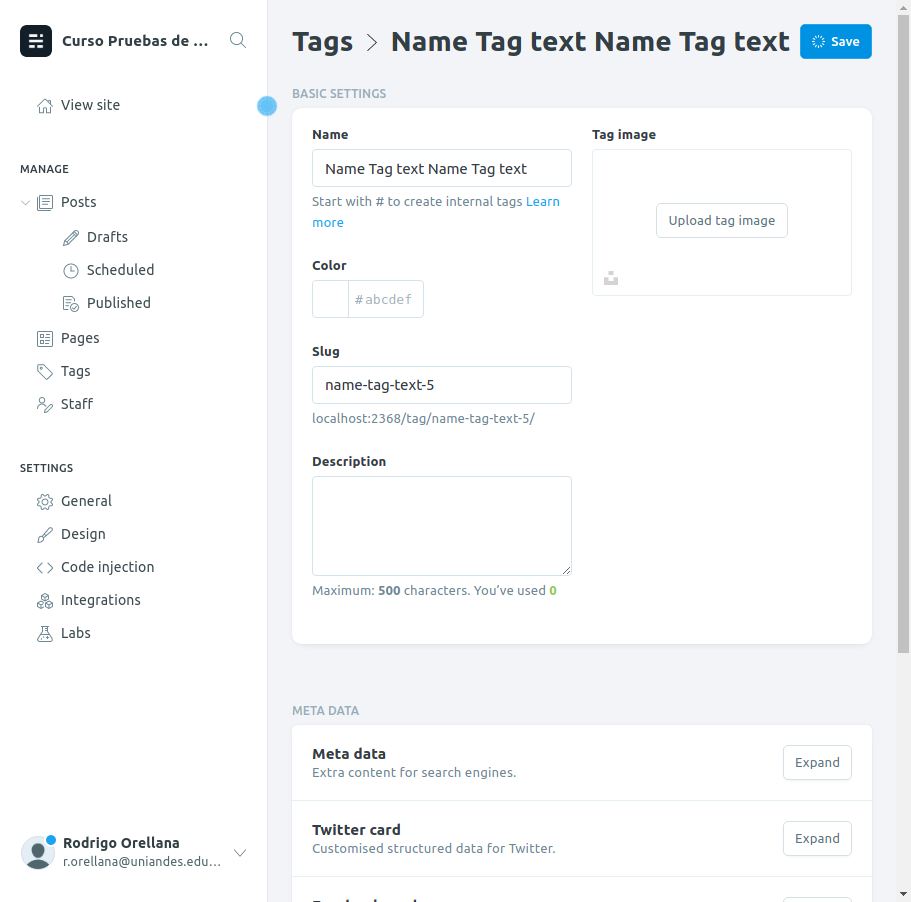 Curso Pruebas de ...
View site
MANAGE
Posts
Drafts
Scheduled
Published
Pages
Tags
Staff
SETTINGS
General
Design
Code injection
Integrations
Labs
Rodrigo Orellana
r.orellana@uniandes.edu...
Tags > Name Tag text Name Tag text
Save
BASIC SETTINGS
Name
Name Tag text Name Tag text
Start with # to create internal tags Learn
more
Color
#abcdef
Slug
name-tag-text-5
localhost:2368/tag/name-tag-text-5/
Description
Maximum: 500 characters. You’ve used 0
Tag image
Upload tag image
META DATA
Meta data
Extra content for search engines.
Expand
Twitter card
Customised structured data for Twitter.
Expand